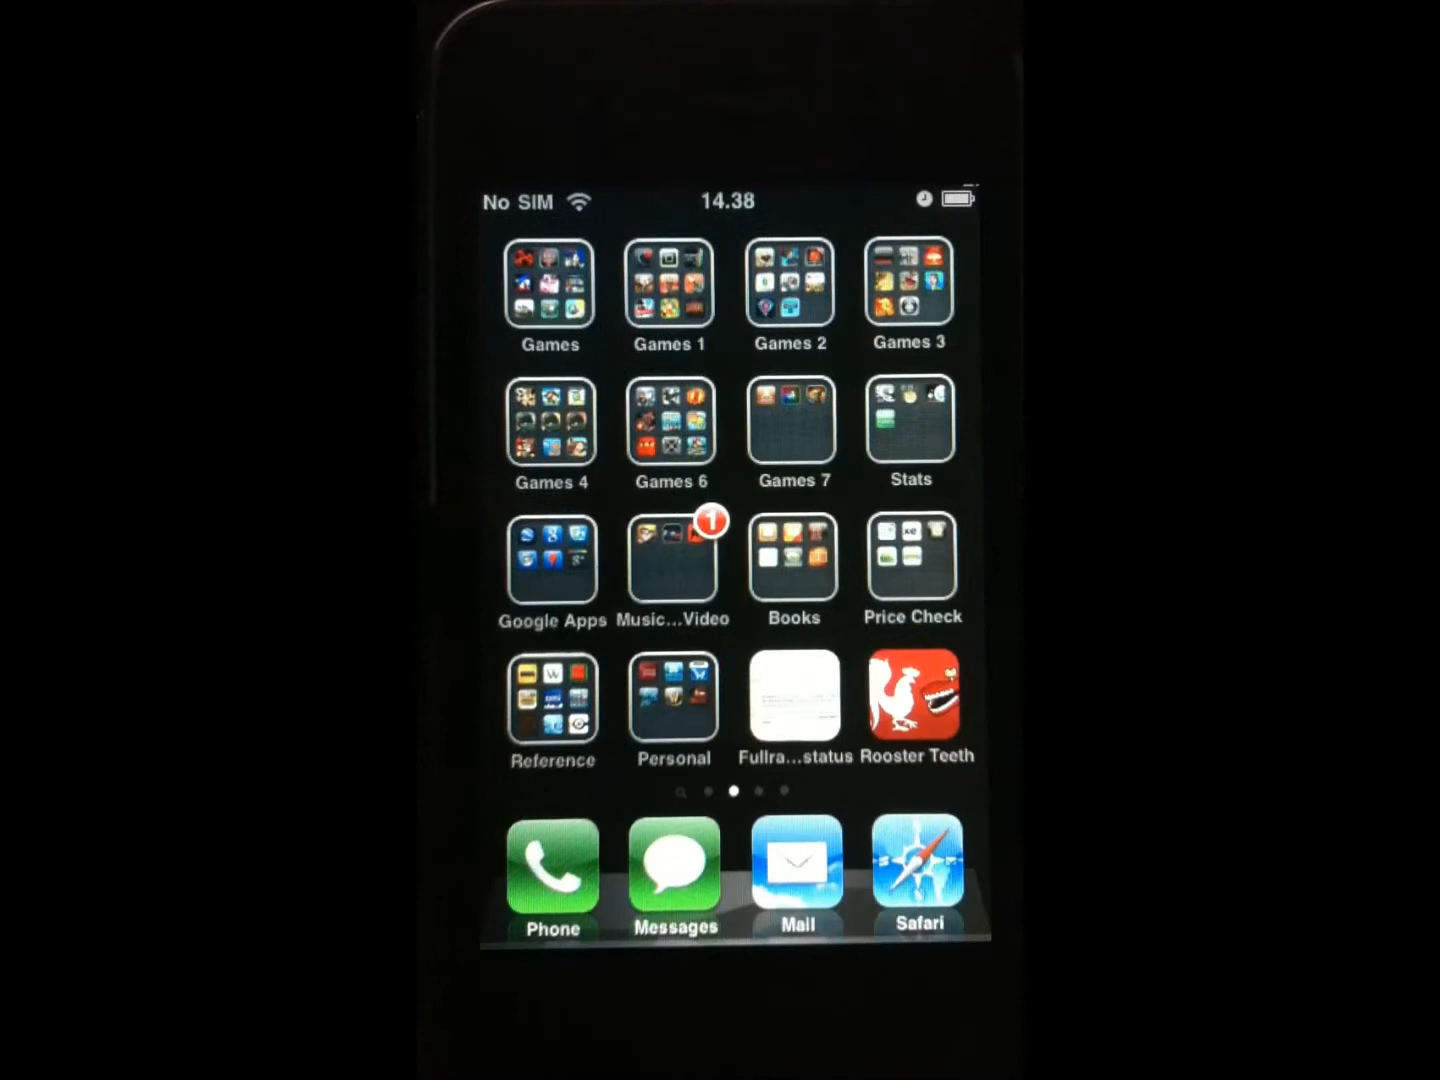 No SIM 14.38
Games Games 1 Games 2 Games 3
Games 4 Games 6 Games 7 Stats
1
Google Apps Music...Video Books Price Check
Reference Personal Fullra...status Rooster Teeth
Phone Messages Mail Safari